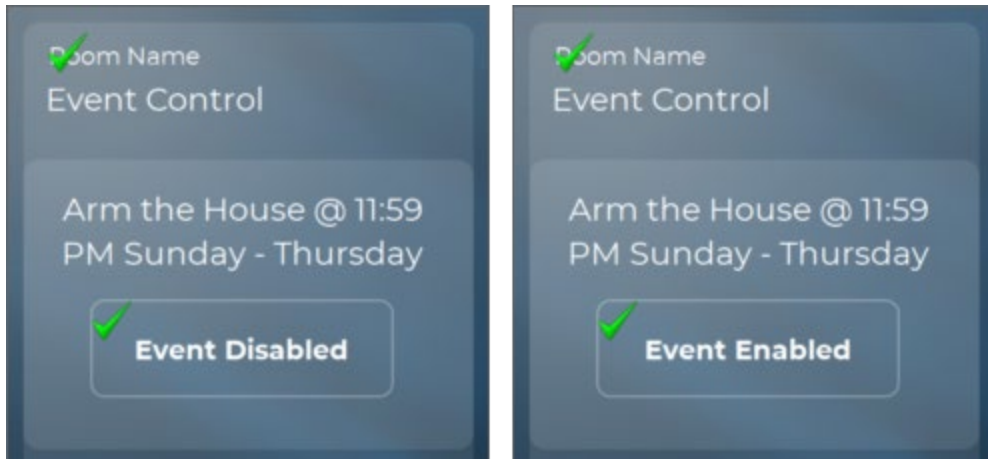 Room Name
Event Control
Arm the House @ 11:59
PM Sunday - Thursday
Event Disabled
Room Name
Event Control
Arm the House @ 11:59
PM Sunday - Thursday
Event Enabled